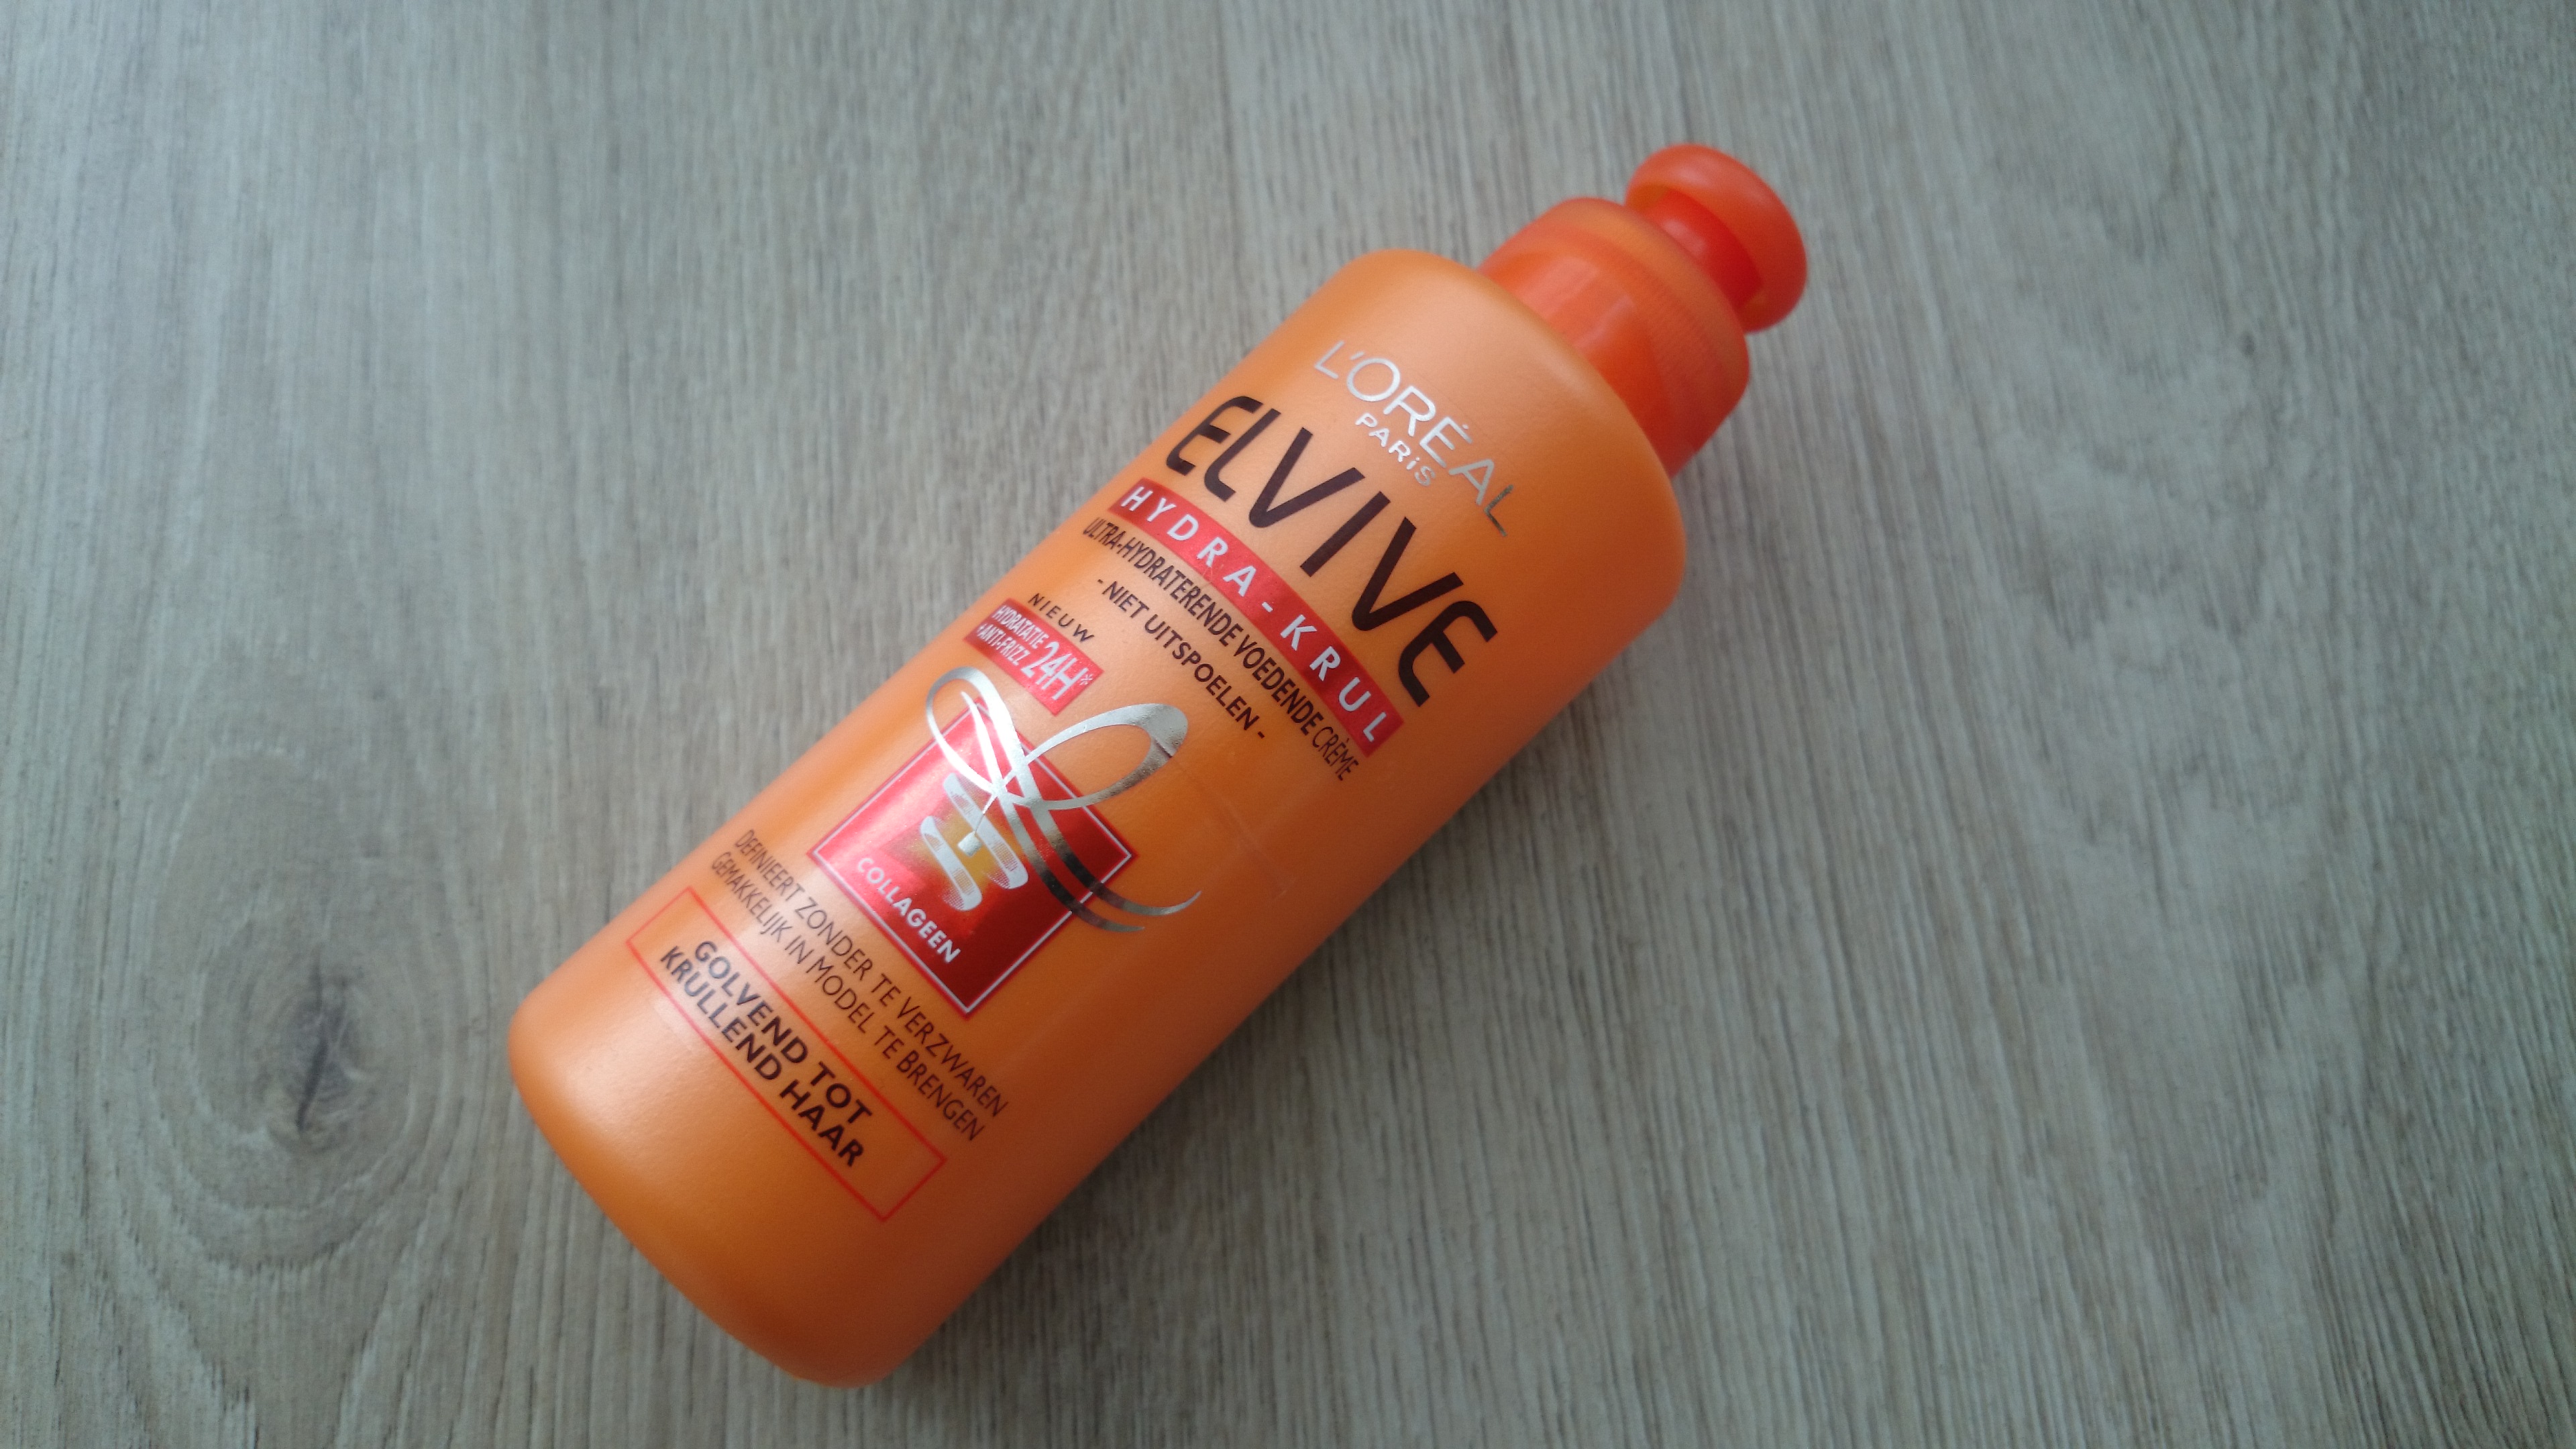 L'ORÉAL
PARiS
ELVIVE
HYDRA-KRUL
ULTRA-HYDRATERENDE VOEDENDE CRÈME
- NIET UITSPOELEN -
NIEUW
HYDRATATIE
+ANTI-FRIZZ 24H*
COLLAGEEN
DEFINIEERT ZONDER TE VERZWAREN
GEMAKKELIJK IN MODEL TE BRENGEN
GOLVEND TOT
KRULLEND HAAR